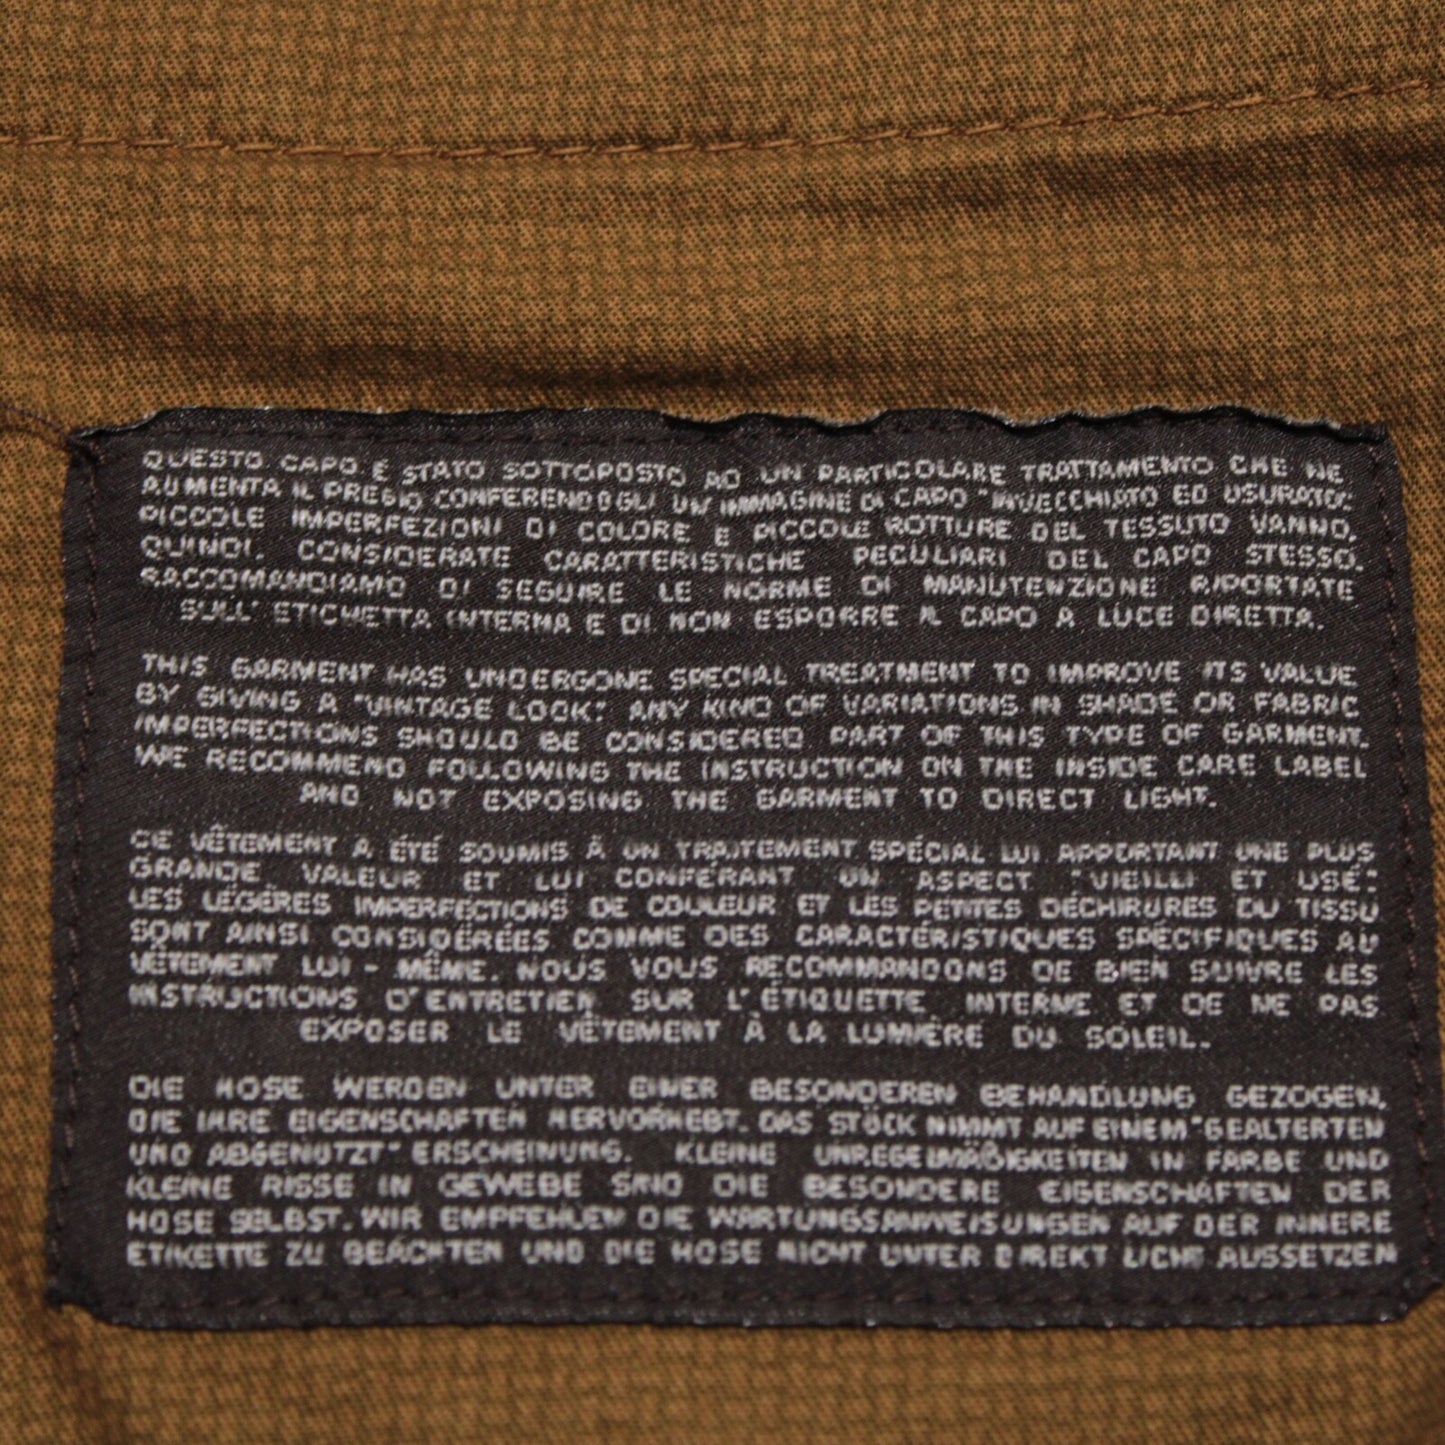 QUESTO CAPO È STATO SOTTOPOSTO AD UN PARTICOLARE TRATTAMENTO CHE NE
AUMENTA IL PREGIO CONFERENDOGLI UN' IMMAGINE DI CAPO "INVECCHIATO ED USURATO".
PICCOLE IMPERFEZIONI DI COLORE E PICCOLE ROTTURE DEL TESSUTO VANNO,
QUINDI, CONSIDERATE CARATTERISTICHE PECULIARI DEL CAPO STESSO.
RACCOMANDIAMO DI SEGUIRE LE NORME DI MANUTENZIONE RIPORTATE
SULL' ETICHETTA INTERNA E DI NON ESPORRE IL CAPO A LUCE DIRETTA.
THIS GARMENT HAS UNDERGONE SPECIAL TREATMENT TO IMPROVE ITS VALUE
BY GIVING A "VINTAGE LOOK". ANY KIND OF VARIATIONS IN SHADE OR FABRIC
IMPERFECTIONS SHOULD BE CONSIDERED PART OF THIS TYPE OF GARMENT.
WE RECOMMEND FOLLOWING THE INSTRUCTION ON THE INSIDE CARE LABEL
AND NOT EXPOSING THE GARMENT TO DIRECT LIGHT.
CE VÊTEMENT A ÉTÉ SOUMIS À UN TRAITEMENT SPÉCIAL LUI APPORTANT UNE PLUS
GRANDE VALEUR ET LUI CONFÉRANT UN ASPECT "VIEILLI ET USÉ".
LES LÉGÈRES IMPERFECTIONS DE COULEUR ET LES PETITES DÉCHIRURES DU TISSU
SONT AINSI CONSIDÉRÉES COMME DES CARACTÉRISTIQUES SPÉCIFIQUES AU
VÊTEMENT LUI - MÊME. NOUS VOUS RECOMMANDONS DE BIEN SUIVRE LES
INSTRUCTIONS D'ENTRETIEN SUR L'ÉTIQUETTE INTERNE ET DE NE PAS
EXPOSER LE VÊTEMENT À LA LUMIÈRE DU SOLEIL.
DIE HOSE WERDEN UNTER EINER BESONDEREN BEHANDLUNG GEZOGEN,
DIE IHRE EIGENSCHAFTEN HERVORHEBT. DAS STÜCK NIMMT AUF EINEM "GEALTERTEN
UND ABGENÜTZT" ERSCHEINUNG. KLEINE UNREGELMÄßIGKEITEN IN FARBE UND
KLEINE RISSE IN GEWEBE SIND DIE BESONDERE EIGENSCHAFTEN DER
HOSE SELBST. WIR EMPFEHLEN DIE WARTUNGSANWEISUNGEN AUF DER INNERE
ETIKETTE ZU BEACHTEN UND DIE HOSE NICHT UNTER DIREKT LICHT AUSSETZEN